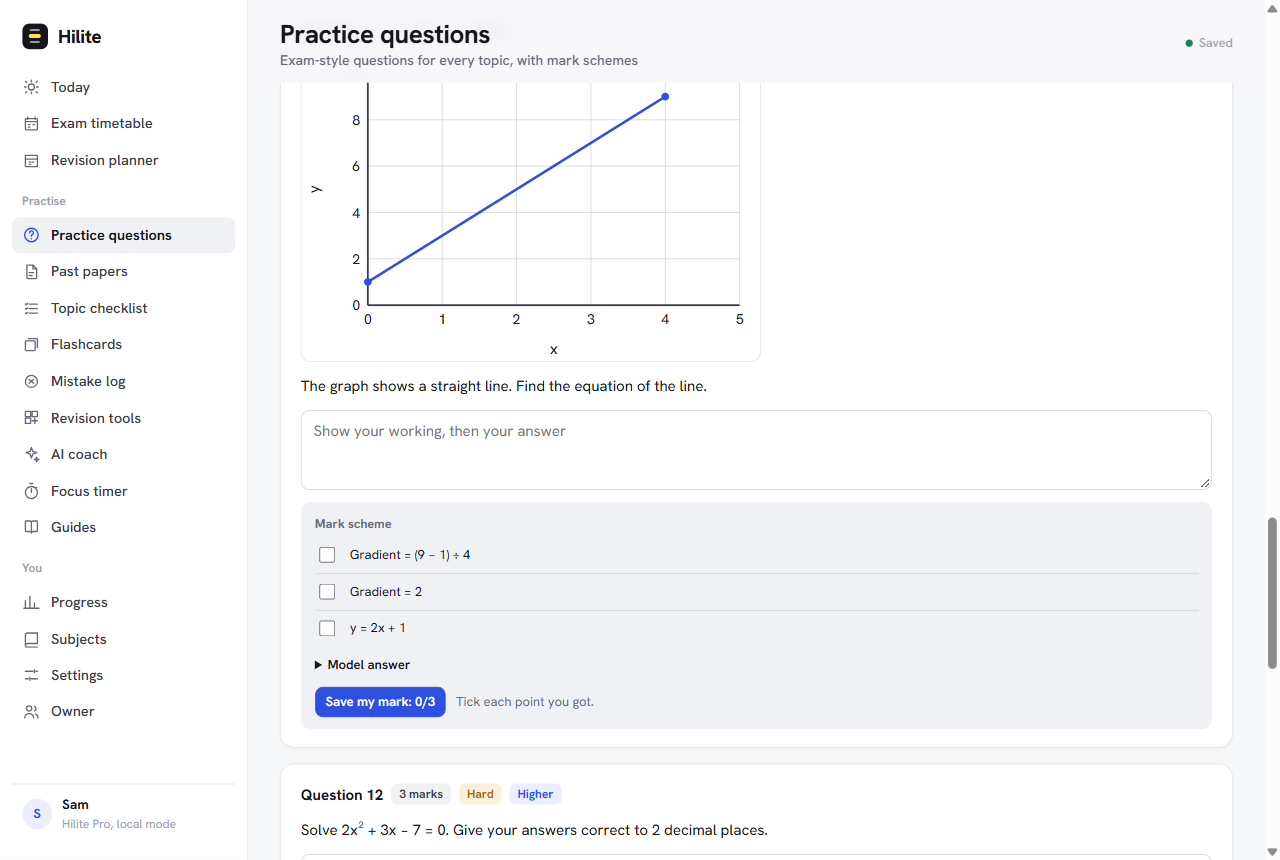 Hilite
Today
Exam timetable
Revision planner
Practise
Practice questions
Past papers
Topic checklist
Flashcards
Mistake log
Revision tools
AI coach
Focus timer
Guides
You
Progress
Subjects
Settings
Owner
S
Sam
Hilite Pro, local mode
Practice questions
Exam-style questions for every topic, with mark schemes
Saved
8
6
4
2
0
y
0 1 2 3 4 5
x
The graph shows a straight line. Find the equation of the line.
Show your working, then your answer
Mark scheme
Gradient = (9 − 1) ÷ 4
Gradient = 2
y = 2x + 1
Model answer
Save my mark: 0/3 Tick each point you got.
Question 12 3 marks Hard Higher
Solve 2x² + 3x − 7 = 0. Give your answers correct to 2 decimal places.